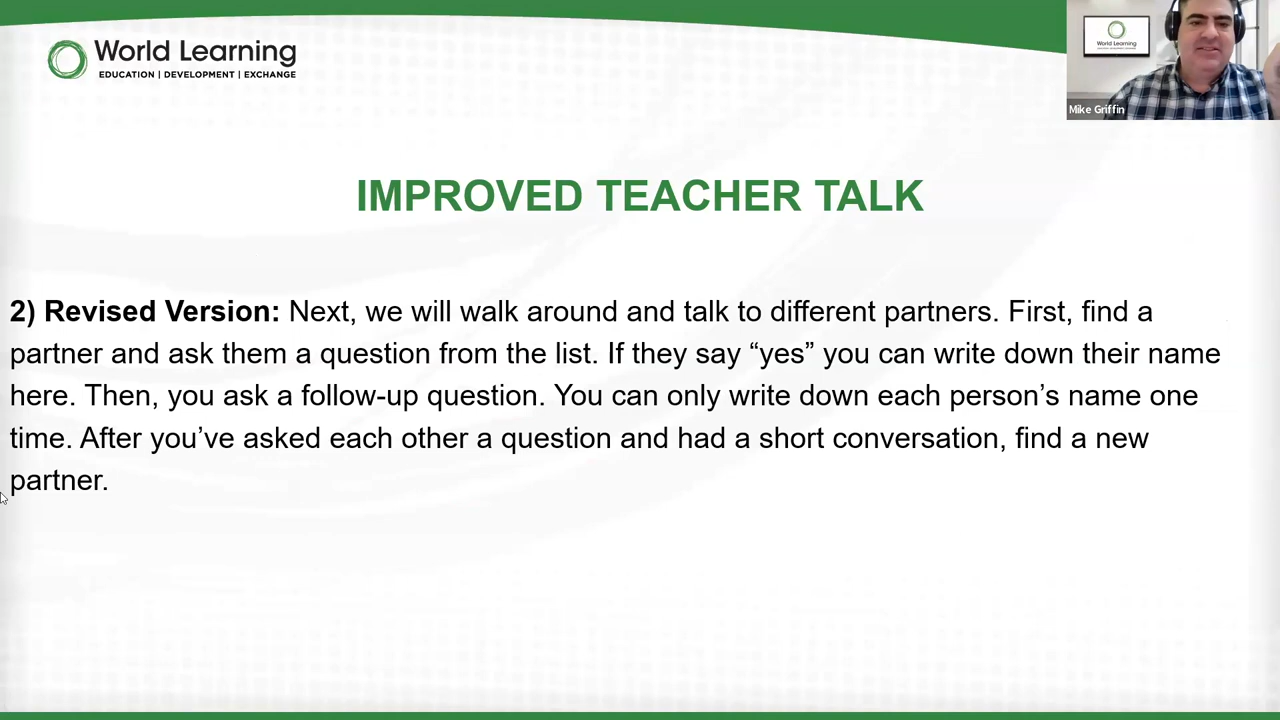 World Learning
EDUCATION | DEVELOPMENT | EXCHANGE
World Learning
Mike Griffin
IMPROVED TEACHER TALK
2) Revised Version: Next, we will walk around and talk to different partners. First, find a
partner and ask them a question from the list. If they say “yes” you can write down their name
here. Then, you ask a follow-up question. You can only write down each person’s name one
time. After you’ve asked each other a question and had a short conversation, find a new
partner.